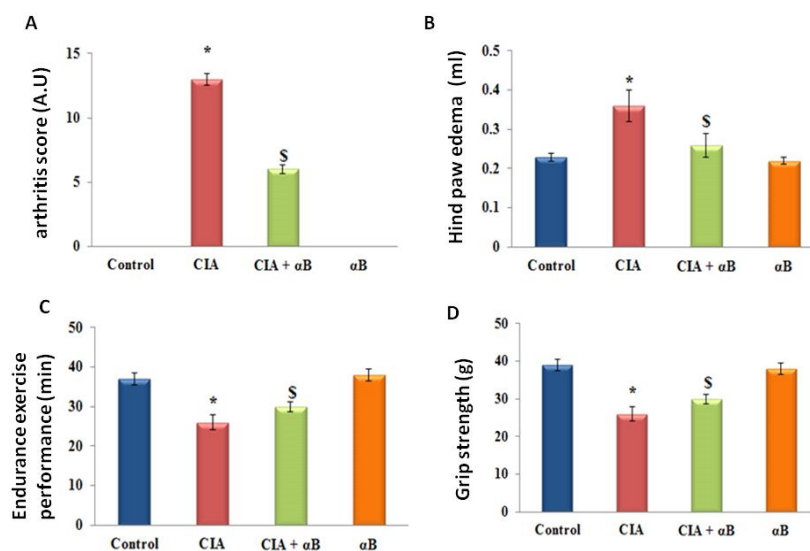 A
arthritis score (A.U)
15
10
5
0
*
$
Control CIA CIA + αB αB
B
Hind paw edema (ml)
0.5
0.4
0.3
0.2
0.1
0
*
$
Control CIA CIA + αB αB
C
Endurance exercise
performance (min)
50
40
30
20
10
0
*
$
Control CIA CIA + αB αB
D
Grip strength (g)
50
40
30
20
10
0
*
$
Control CIA CIA + αB αB